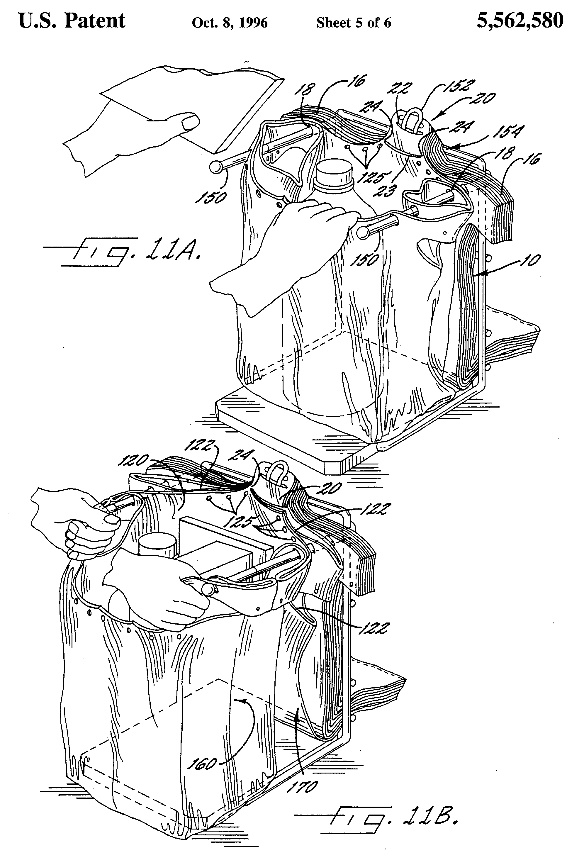 U.S. Patent Oct. 8, 1996 Sheet 5 of 6 5,562,580
18 16 24 22 152 20
24 154
18
125 16
23
150
150
10
Fig. 11A.
120 122 24
20
125 122
122
160
170
Fig. 11B.